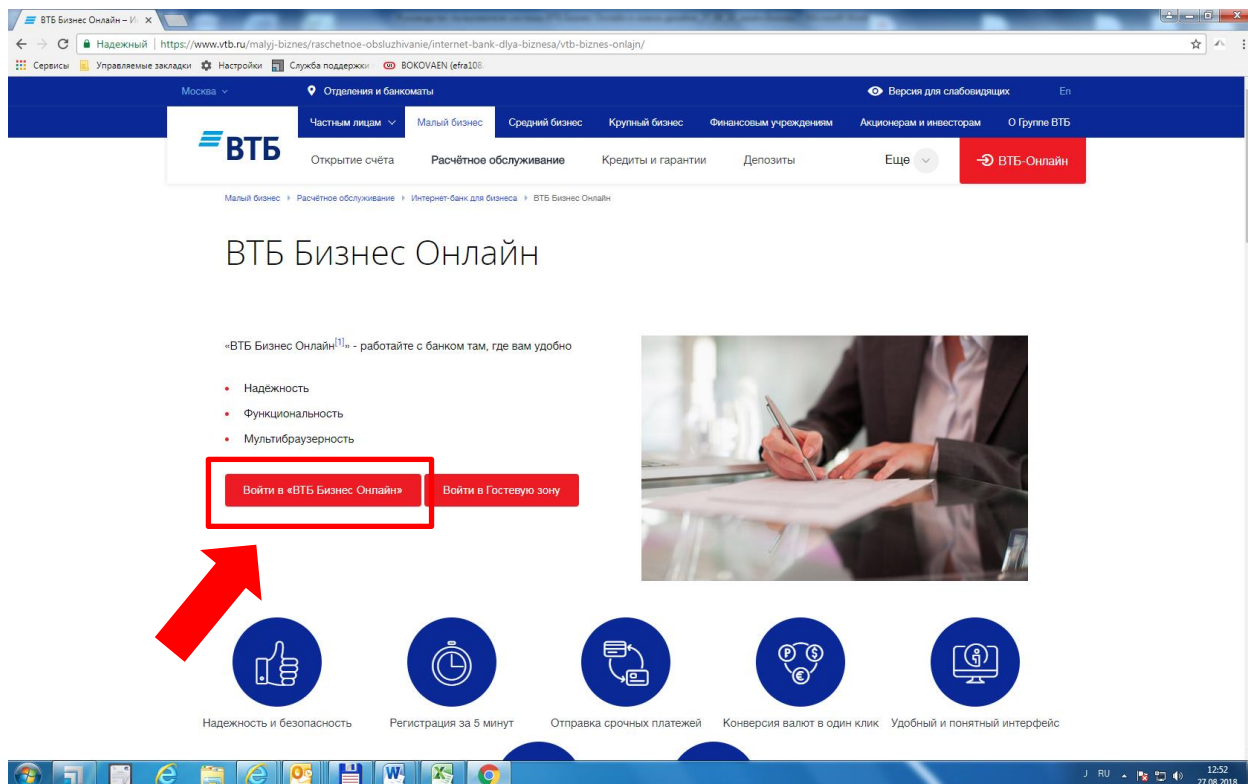 ВТБ Бизнес Онлайн – И
Надежный https://www.vtb.ru/malyj-biznes/raschetnoe-obsluzhivanie/internet-bank-dlya-biznesa/vtb-biznes-onlajn/
Сервисы Управляемые закладки Настройки Служба поддержки BOKOVAEN (efra108
Москва Отделения и банкоматы Версия для слабовидящих En
Частным лицам Малый бизнес Средний бизнес Крупный бизнес Финансовым учреждениям Акционерам и инвесторам О Группе ВТБ
ВТБ
Открытие счёта Расчётное обслуживание Кредиты и гарантии Депозиты Еще ВТБ-Онлайн
Малый бизнес Расчётное обслуживание Интернет-банк для бизнеса ВТБ Бизнес Онлайн
ВТБ Бизнес Онлайн
«ВТБ Бизнес Онлайн[1]» - работайте с банком там, где вам удобно
• Надёжность
• Функциональность
• Мультибраузерность
Войти в «ВТБ Бизнес Онлайн» Войти в Гостевую зону
Надежность и безопасность Регистрация за 5 минут Отправка срочных платежей Конверсия валют в один клик Удобный и понятный интерфейс
RU 12:52
27.08.2018